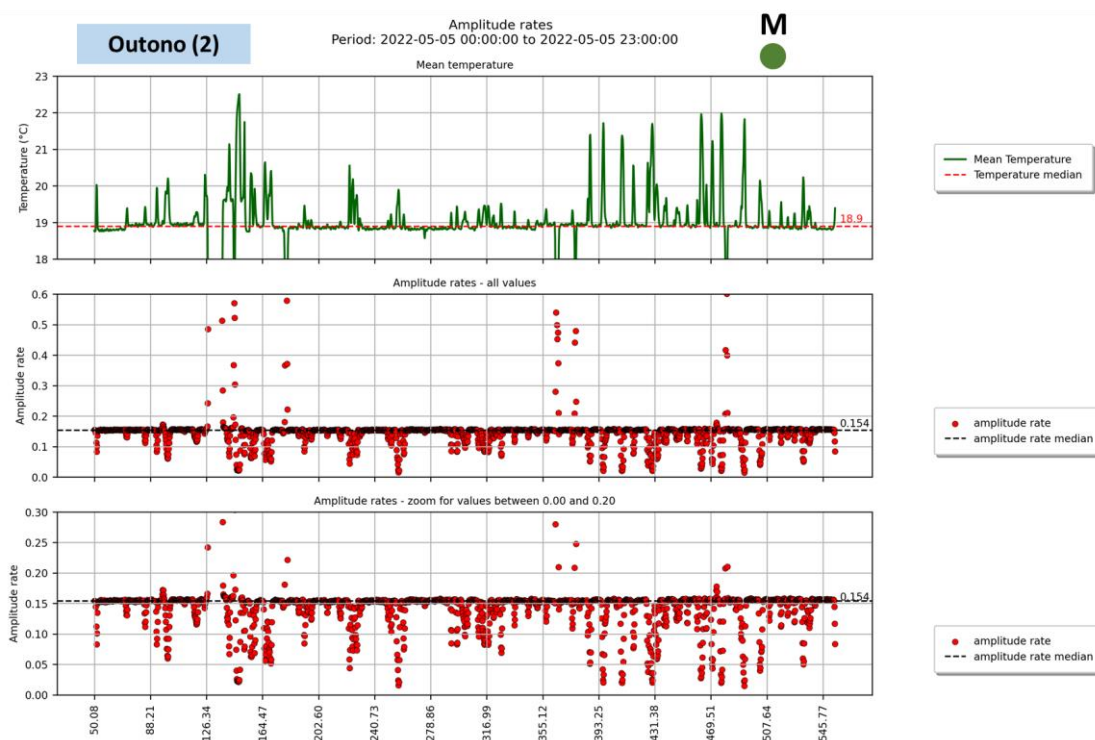 Outono (2)
Amplitude rates
M
Period: 2022-05-05 00:00:00 to 2022-05-05 23:00:00
Mean temperature
Temperature (°C)
23
22
21
20
19
18
18.9
Mean Temperature
Temperature median
Amplitude rates - all values
Amplitude rate
0.6
0.5
0.4
0.3
0.2
0.1
0.0
0.154
amplitude rate
amplitude rate median
Amplitude rates - zoom for values between 0.00 and 0.20
Amplitude rate
0.30
0.25
0.20
0.15
0.10
0.05
0.00
0.154
amplitude rate
amplitude rate median
50.08
88.21
126.34
164.47
202.60
240.73
278.86
316.99
355.12
393.25
431.38
469.51
507.64
545.77